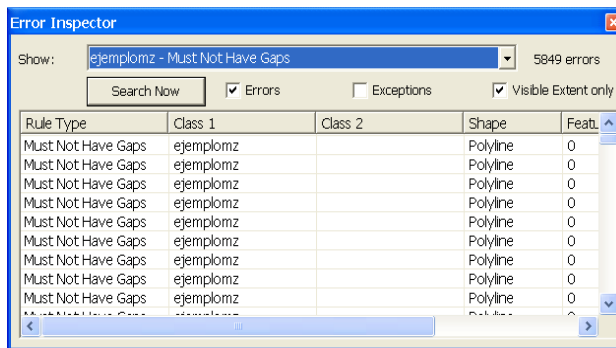 Error Inspector
Show: ejemplomz - Must Not Have Gaps 5849 errors
Search Now Errors Exceptions Visible Extent only
Rule Type Class 1 Class 2 Shape Featu
Must Not Have Gaps ejemplomz Polyline 0
Must Not Have Gaps ejemplomz Polyline 0
Must Not Have Gaps ejemplomz Polyline 0
Must Not Have Gaps ejemplomz Polyline 0
Must Not Have Gaps ejemplomz Polyline 0
Must Not Have Gaps ejemplomz Polyline 0
Must Not Have Gaps ejemplomz Polyline 0
Must Not Have Gaps ejemplomz Polyline 0
Must Not Have Gaps ejemplomz Polyline 0